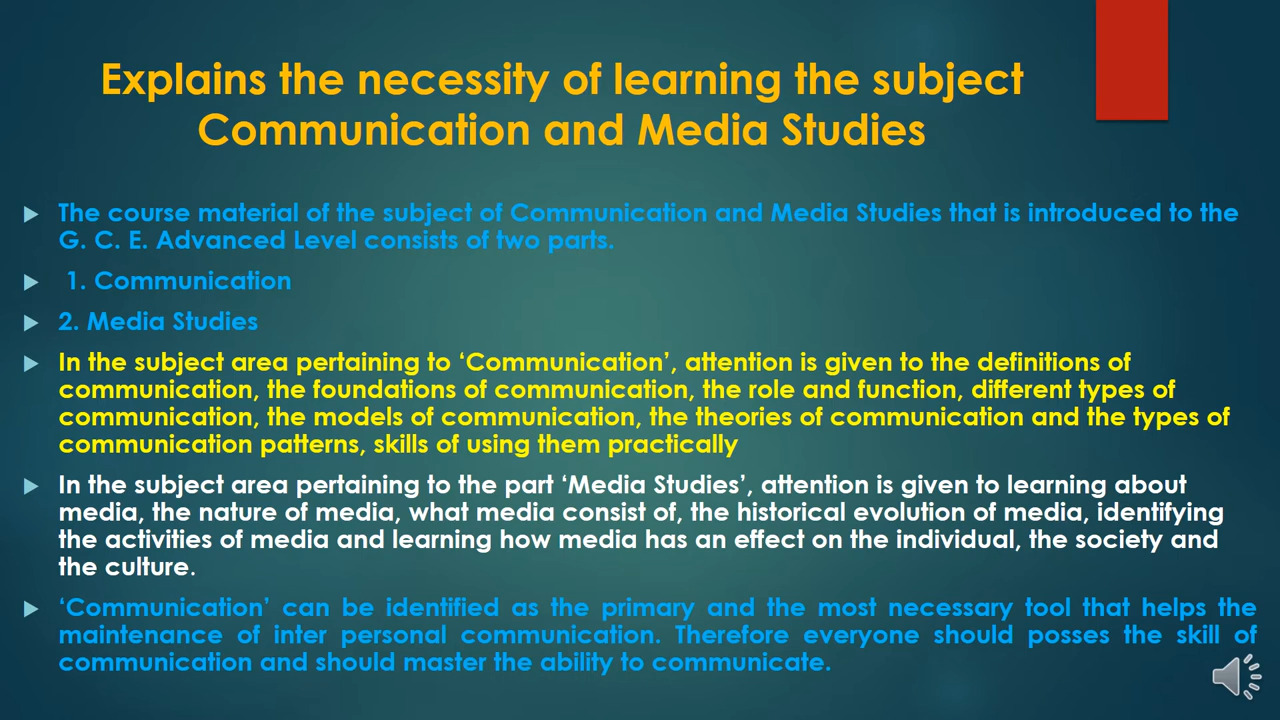 Explains the necessity of learning the subject
Communication and Media Studies
The course material of the subject of Communication and Media Studies that is introduced to the
G. C. E. Advanced Level consists of two parts.
1. Communication
2. Media Studies
In the subject area pertaining to ‘Communication’, attention is given to the definitions of
communication, the foundations of communication, the role and function, different types of
communication, the models of communication, the theories of communication and the types of
communication patterns, skills of using them practically
In the subject area pertaining to the part ‘Media Studies’, attention is given to learning about
media, the nature of media, what media consist of, the historical evolution of media, identifying
the activities of media and learning how media has an effect on the individual, the society and
the culture.
‘Communication’ can be identified as the primary and the most necessary tool that helps the
maintenance of inter personal communication. Therefore everyone should posses the skill of
communication and should master the ability to communicate.